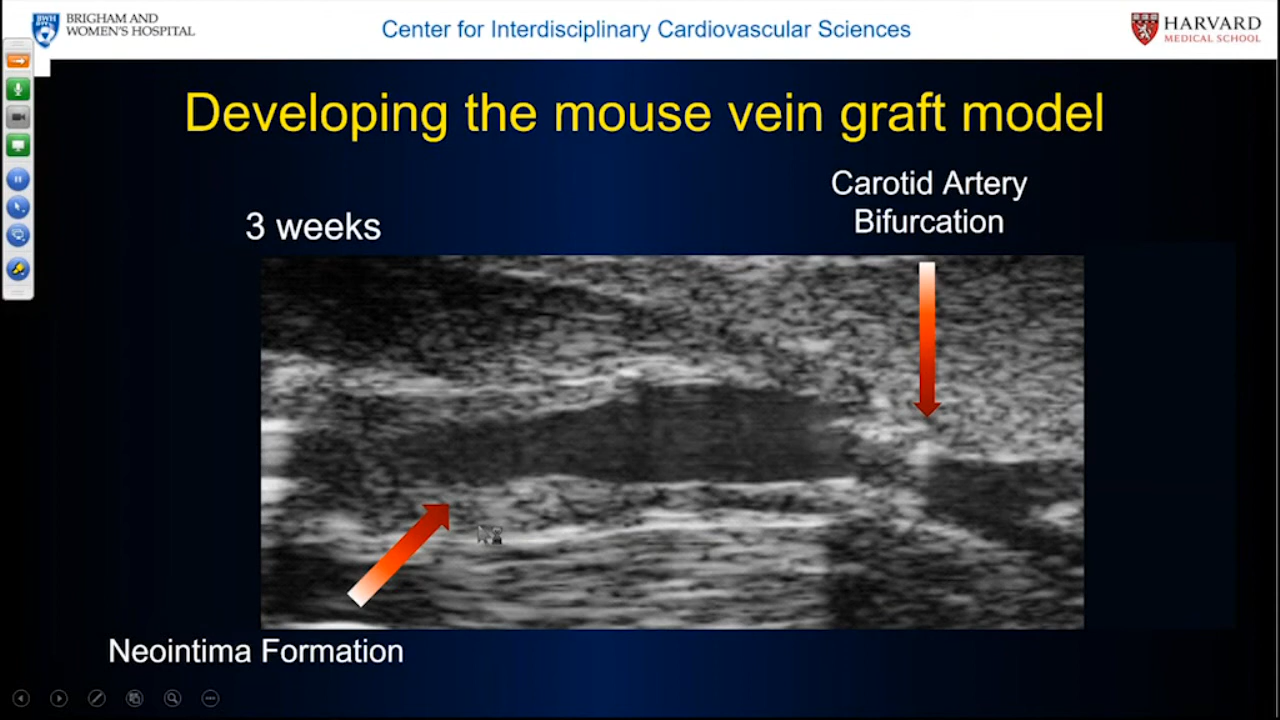 BWH
BRIGHAM AND
WOMEN'S HOSPITAL
Center for Interdisciplinary Cardiovascular Sciences
HARVARD
MEDICAL SCHOOL
Developing the mouse vein graft model
Carotid Artery
Bifurcation
3 weeks
Neointima Formation